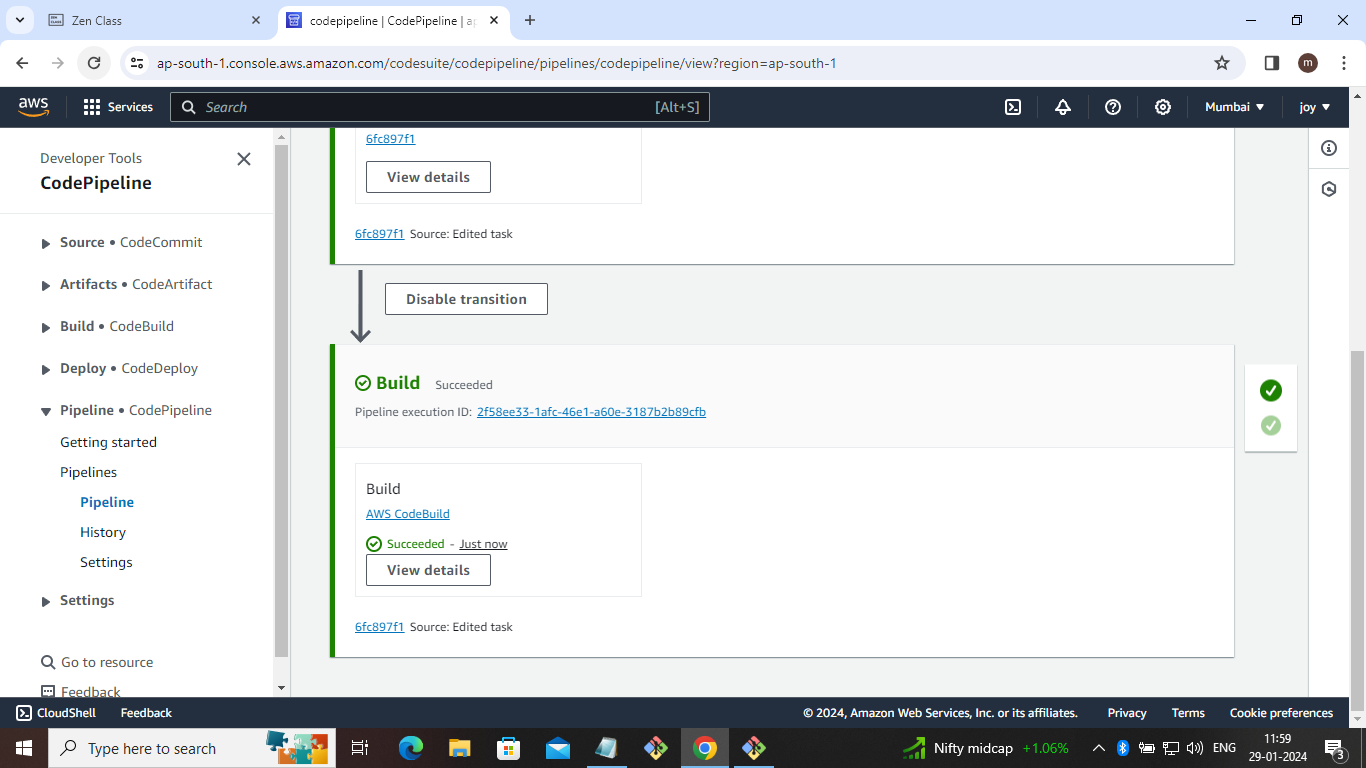 Zen Class
codepipeline | CodePipeline | ap
ap-south-1.console.aws.amazon.com/codesuite/codepipeline/pipelines/codepipeline/view?region=ap-south-1
m
aws
Services
Search
[Alt+S]
Mumbai
joy
Developer Tools
CodePipeline
Source • CodeCommit
Artifacts • CodeArtifact
Build • CodeBuild
Deploy • CodeDeploy
Pipeline • CodePipeline
Getting started
Pipelines
Pipeline
History
Settings
Settings
Go to resource
Feedback
6fc897f1
View details
6fc897f1 Source: Edited task
Disable transition
Build Succeeded
Pipeline execution ID: 2f58ee33-1afc-46e1-a60e-3187b2b89cfb
Build
AWS CodeBuild
Succeeded - Just now
View details
6fc897f1 Source: Edited task
CloudShell
Feedback
© 2024, Amazon Web Services, Inc. or its affiliates.
Privacy
Terms
Cookie preferences
Type here to search
Nifty midcap +1.06%
ENG
11:59
29-01-2024
3